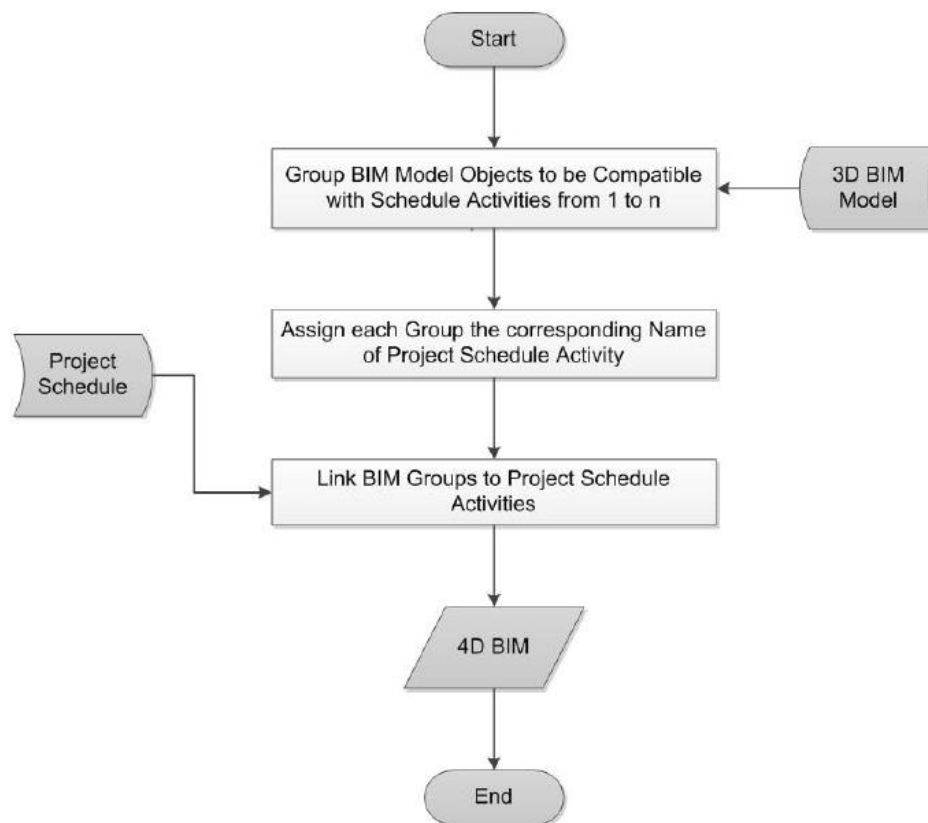 Start
Group BIM Model Objects to be Compatible
with Schedule Activities from 1 to n
3D BIM
Model
Assign each Group the corresponding Name
of Project Schedule Activity
Project
Schedule
Link BIM Groups to Project Schedule
Activities
4D BIM
End